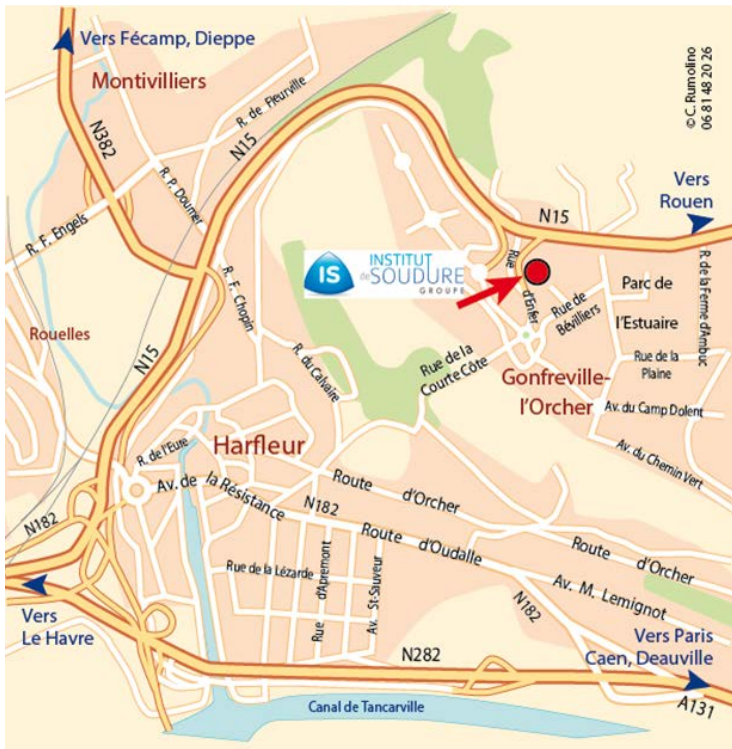 Vers Fécamp, Dieppe
Montivilliers
© C. Rumolino
06 81 48 20 26
N382
R. de Fleurville
N15
R. P. Doumer
R. F. Engels
Vers
Rouen
N15
IS
INSTITUT
de SOUDURE
GROUPE
Rue
d'Enfer
Rue de
Bévilliers
Parc de
l'Estuaire
R. de la Ferme d'Ambuc
R. F. Chopin
Rouelles
N15
R. du Calvaire
Rue de la
Courte Côte
Rue de la
Plaine
Gonfreville-
l'Orcher
Av. du Camp Dolent
Av. du Chemin Vert
Harfleur
R. de l'Eure
Av. de la Résistance
Route d'Orcher
N182
N182
Route d'Oudalle
Route d'Orcher
Rue de la Lézarde
Rue d'Apremont
Av. St-Sauveur
Av. M. Lemignot
N182
Vers
Le Havre
Vers Paris
Caen, Deauville
N282
A131
Canal de Tancarville